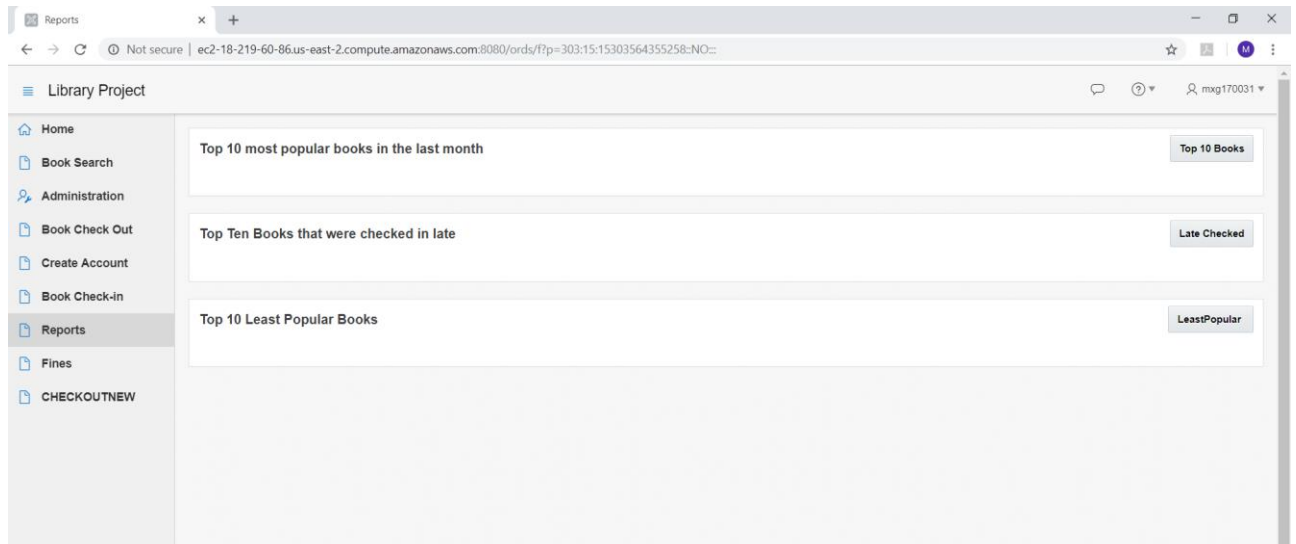 Reports
Not secure | ec2-18-219-60-86.us-east-2.compute.amazonaws.com:8080/ords/f?p=303:15:15303564355258::NO:::
M
Library Project
mxg170031
Home
Book Search
Administration
Book Check Out
Create Account
Book Check-in
Reports
Fines
CHECKOUTNEW
Top 10 most popular books in the last month
Top 10 Books
Top Ten Books that were checked in late
Late Checked
Top 10 Least Popular Books
LeastPopular